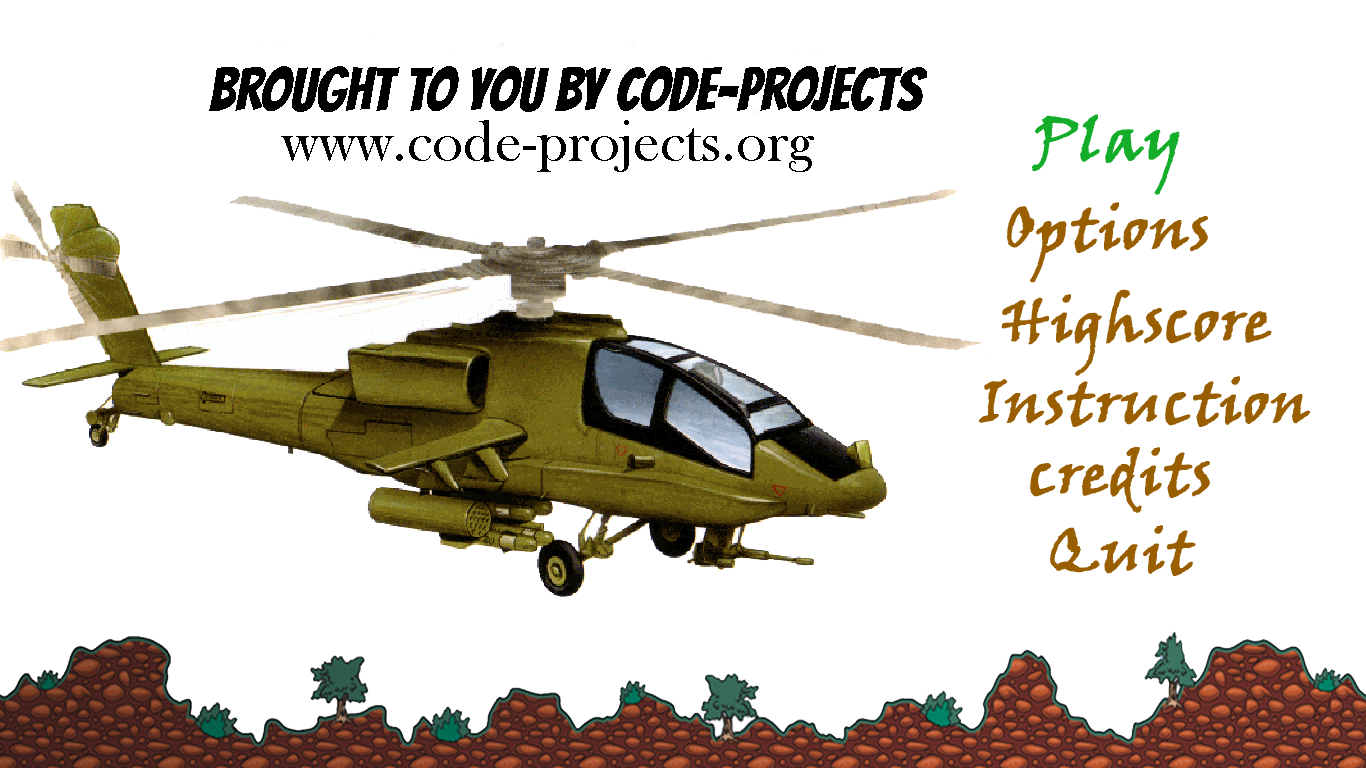 BROUGHT TO YOU BY CODE-PROJECTS
www.code-projects.org
Play
Options
Highscore
Instruction
credits
Quit